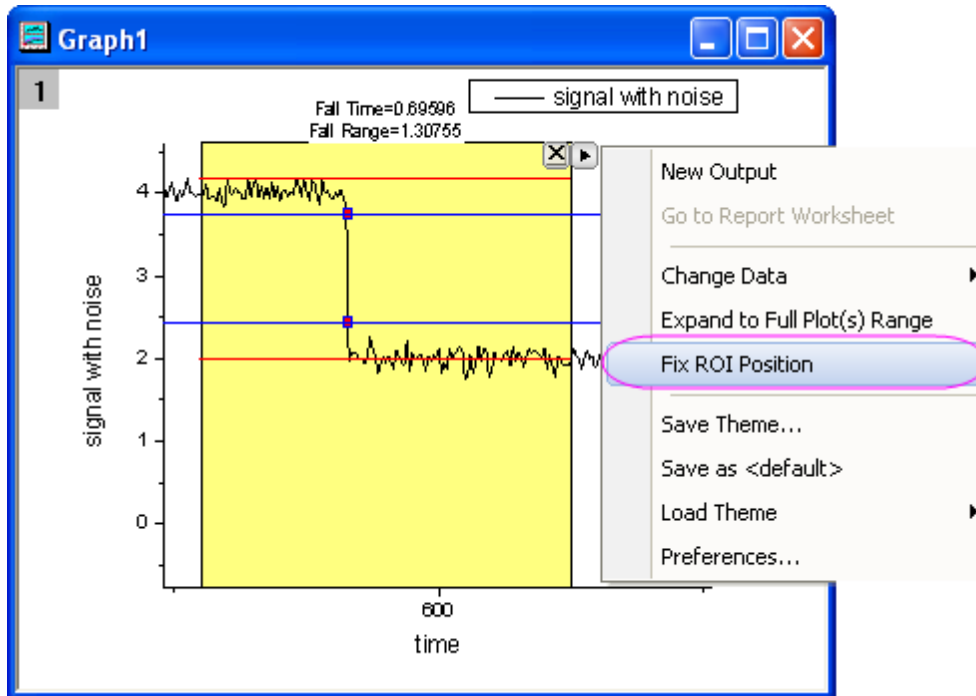 Graph1
1
signal with noise
Fall Time=0.69596
Fall Range=1.30755
New Output
Go to Report Worksheet
Change Data
Expand to Full Plot(s) Range
Fix ROI Position
Save Theme...
Save as <default>
Load Theme
Preferences...
4
3
2
1
0
signal with noise
600
time